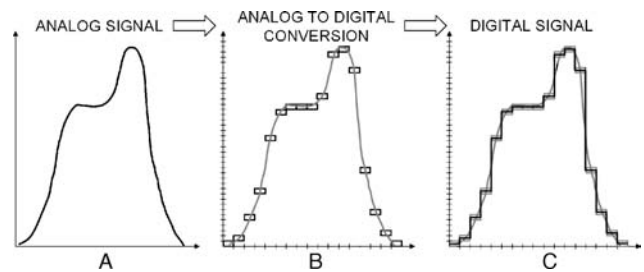 ANALOG SIGNAL
ANALOG TO DIGITAL
CONVERSION
DIGITAL SIGNAL
A
B
C